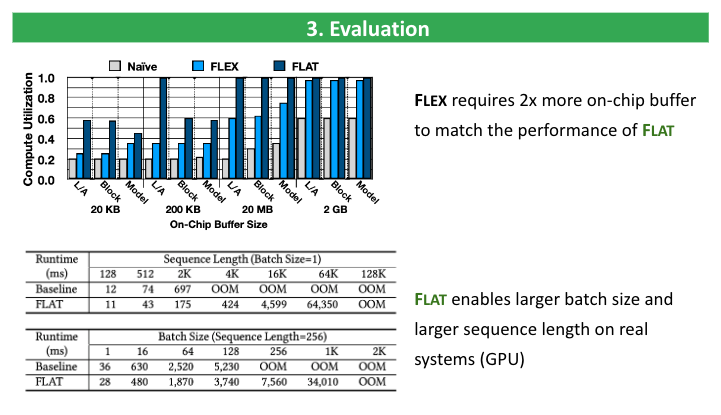 3. Evaluation
Naïve FLEX FLAT
Compute Utilization
1.0
0.8
0.6
0.4
0.2
0.0
L/A Block Model L/A Block Model L/A Block Model L/A Block Model
20 KB 200 KB 20 MB 2 GB
On-Chip Buffer Size
FLEX requires 2x more on-chip buffer
to match the performance of FLAT
Runtime Sequence Length (Batch Size=1)
(ms) 128 512 2K 4K 16K 64K 128K
Baseline 12 74 697 OOM OOM OOM OOM
FLAT 11 43 175 424 4,599 64,350 OOM
FLAT enables larger batch size and
larger sequence length on real
systems (GPU)
Runtime Batch Size (Sequence Length=256)
(ms) 1 16 64 128 256 1K 2K
Baseline 36 630 2,520 5,230 OOM OOM OOM
FLAT 28 480 1,870 3,740 7,560 34,010 OOM